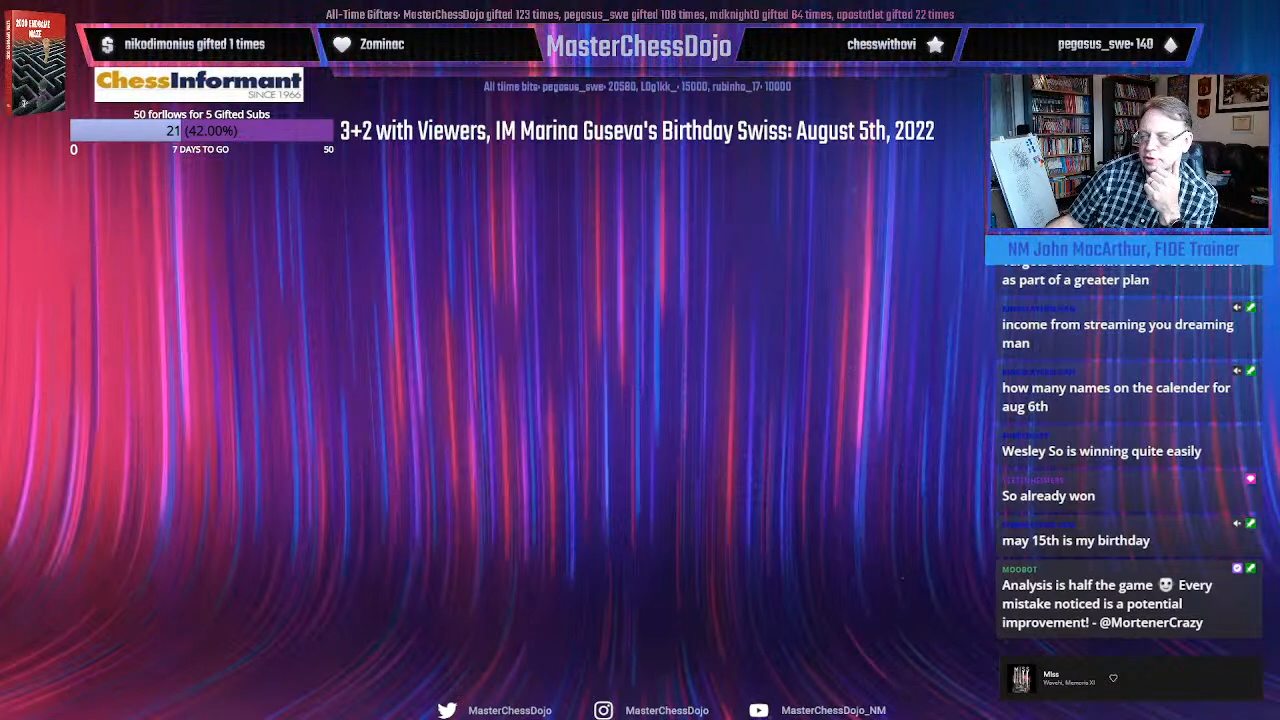 All-Time Gifters: MasterChessDojo gifted 123 times, pegasus_swe gifted 108 times, mdknight0 gifted 64 times, apostatlet gifted 22 times
2020 ENDGAME MAZE
nikodimonius gifted 1 times
Zominac
MasterChessDojo
chesswithovi
pegasus_swe: 140
ChessInformant
SINCE 1966
All time bits: pegasus_swe: 20580, L0g1kk_: 15000, rubinho_17: 10000
50 forllows for 5 Gifted Subs
21 (42.00%)
0
7 DAYS TO GO
50
3+2 with Viewers, IM Marina Guseva's Birthday Swiss: August 5th, 2022
NM John MacArthur, FIDE Trainer
as part of a greater plan
income from streaming you dreaming
man
how many names on the calender for
aug 6th
Wesley So is winning quite easily
So already won
may 15th is my birthday
MOOBOT
Analysis is half the game Every
mistake noticed is a potential
improvement! - @MortenerCrazy
MISS
Miss
MasterChessDojo
MasterChessDojo
MasterChessDojo_NM